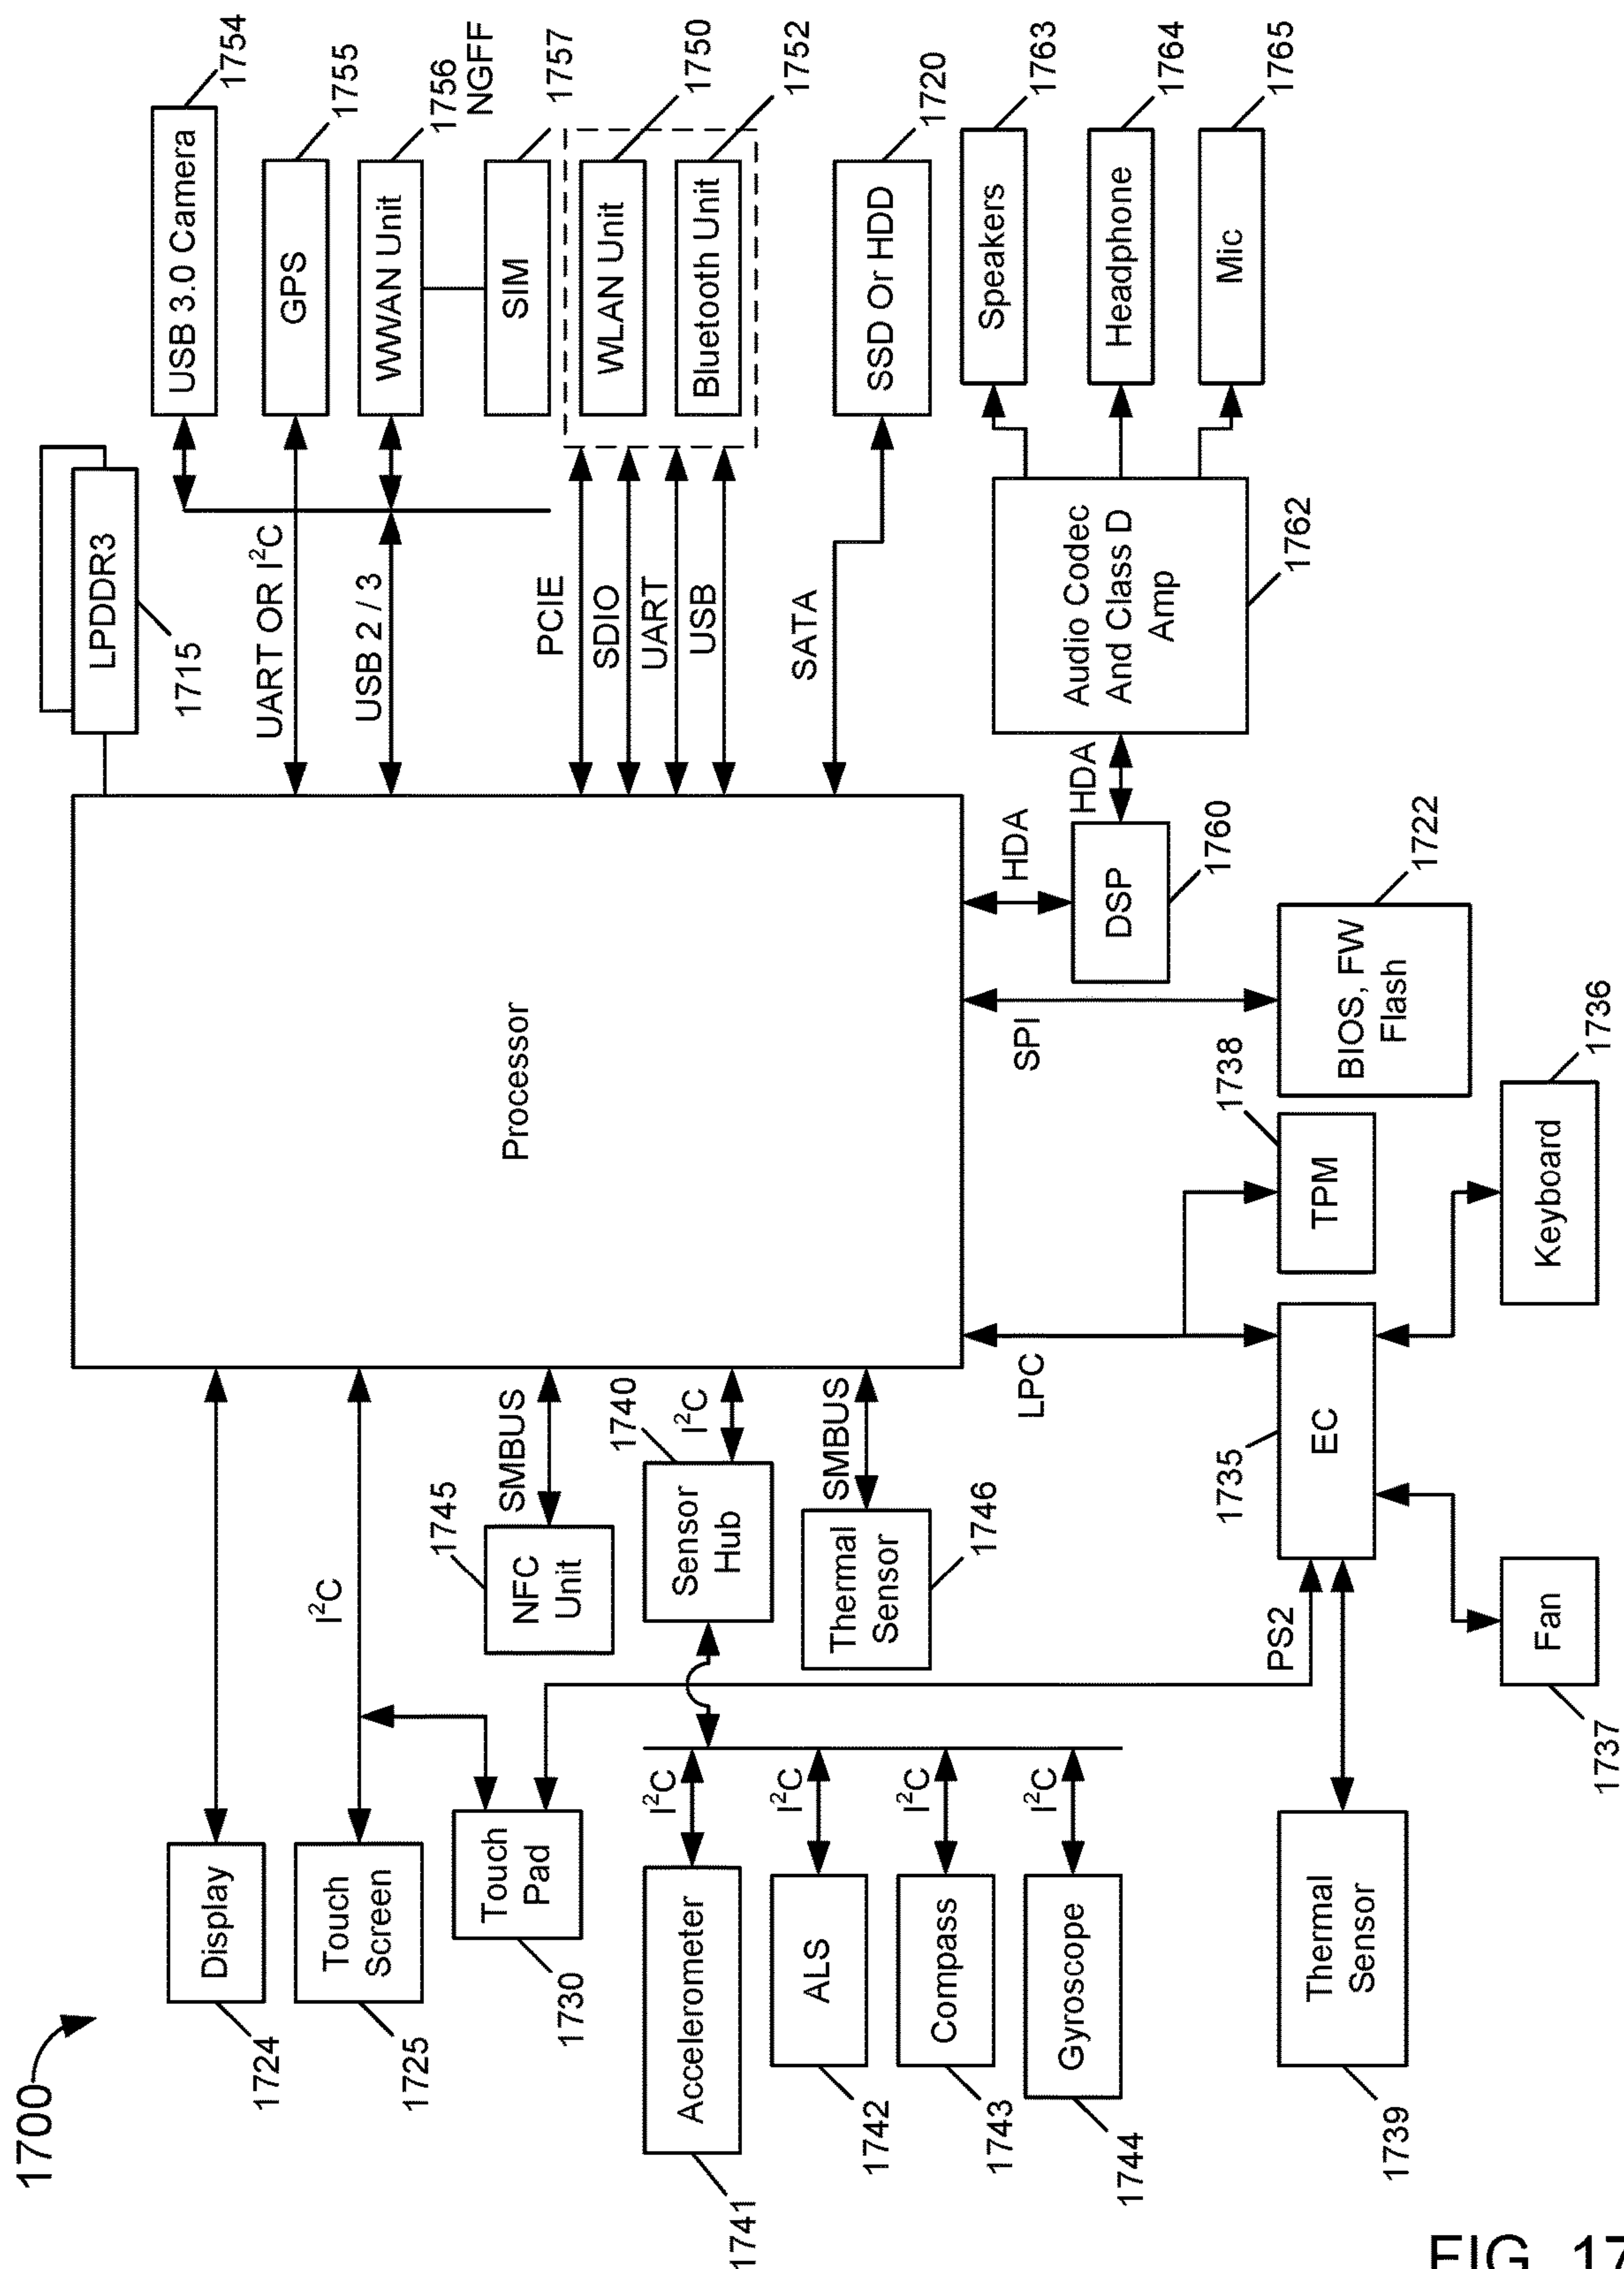 1700
Display
1724
Touch
Screen
1725
I²C
Touch
Pad
1730
NFC
Unit
1745
SMBUS
Sensor
Hub
1740
I²C
Thermal
Sensor
1746
SMBUS
Accelerometer
1741
I²C
ALS
1742
I²C
Compass
1743
I²C
Gyroscope
1744
I²C
Thermal
Sensor
1739
PS2
Fan
1737
EC
1735
LPC
TPM
1738
Keyboard
1736
BIOS, FW
Flash
1722
SPI
Processor
LPDDR3
1715
USB 3.0 Camera
1754
GPS
1755
UART OR I²C
WWAN Unit
1756
NGFF
USB 2 / 3
SIM
1757
WLAN Unit
1750
Bluetooth Unit
1752
PCIE
SDIO
UART
USB
SSD Or HDD
1720
SATA
DSP
1760
HDA
HDA
Audio Codec
And Class D
Amp
1762
Speakers
1763
Headphone
1764
Mic
1765
FIG. 17